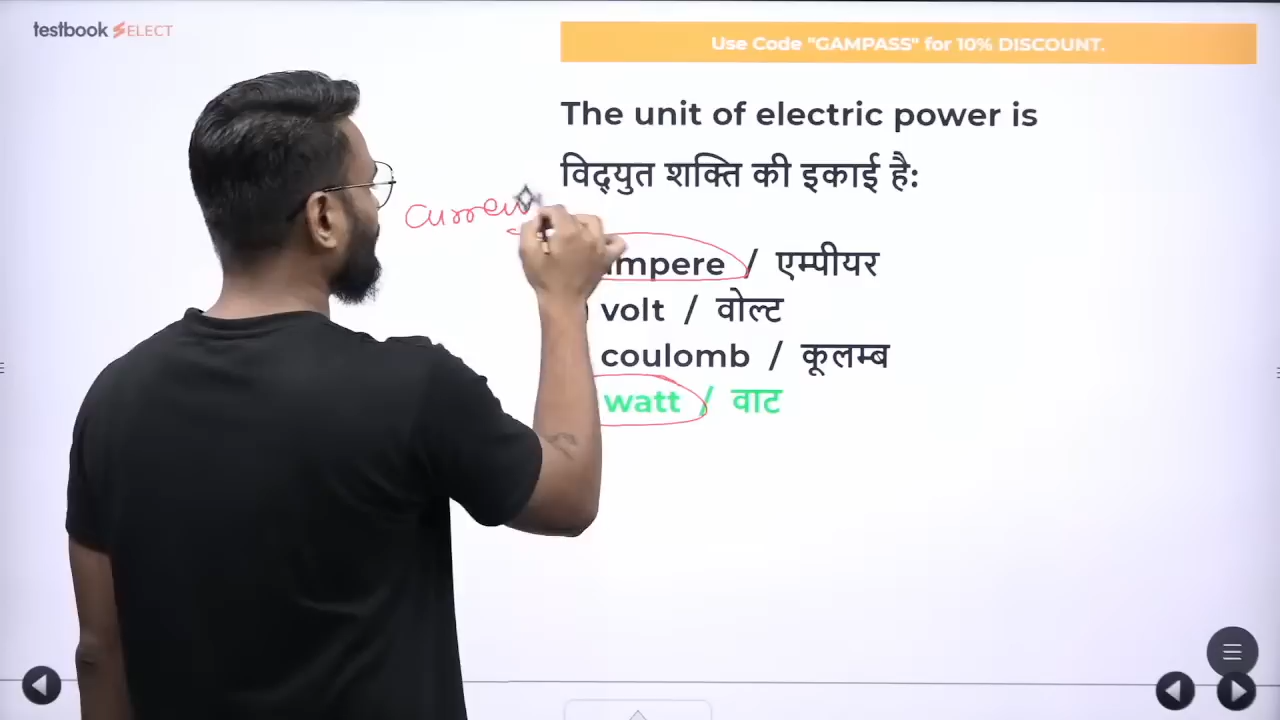 testbook SELECT
Use Code "GAMPASS" for 10% DISCOUNT.
The unit of electric power is
विद्युत शक्ति की इकाई है:
mpere / एम्पीयर
volt / वोल्ट
coulomb / कूलम्ब
watt / वाट